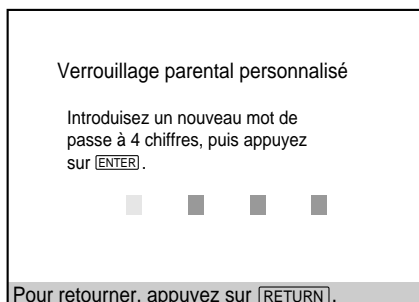 Verrouillage parental personnalisé
Introduisez un nouveau mot de
passe à 4 chiffres, puis appuyez
sur ENTER.
Pour retourner, appuyez sur RETURN.